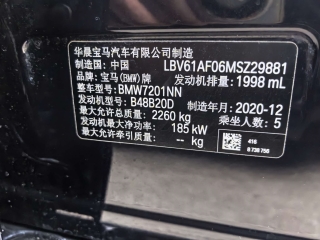 华晨宝马汽车有限公司制造
制造国：中国 LBV61AF06MSZ29881
品牌：宝马(BMW)牌 发动机排量：1998 mL
整车型号：BMW7201NN
发动机型号：B48B20D 制造年月：2020-12
最大允许总质量：2260 kg 乘坐人数：5
发动机最大净功率：185 kW
最大允许牵引质量：-- kg
416
8 738 756